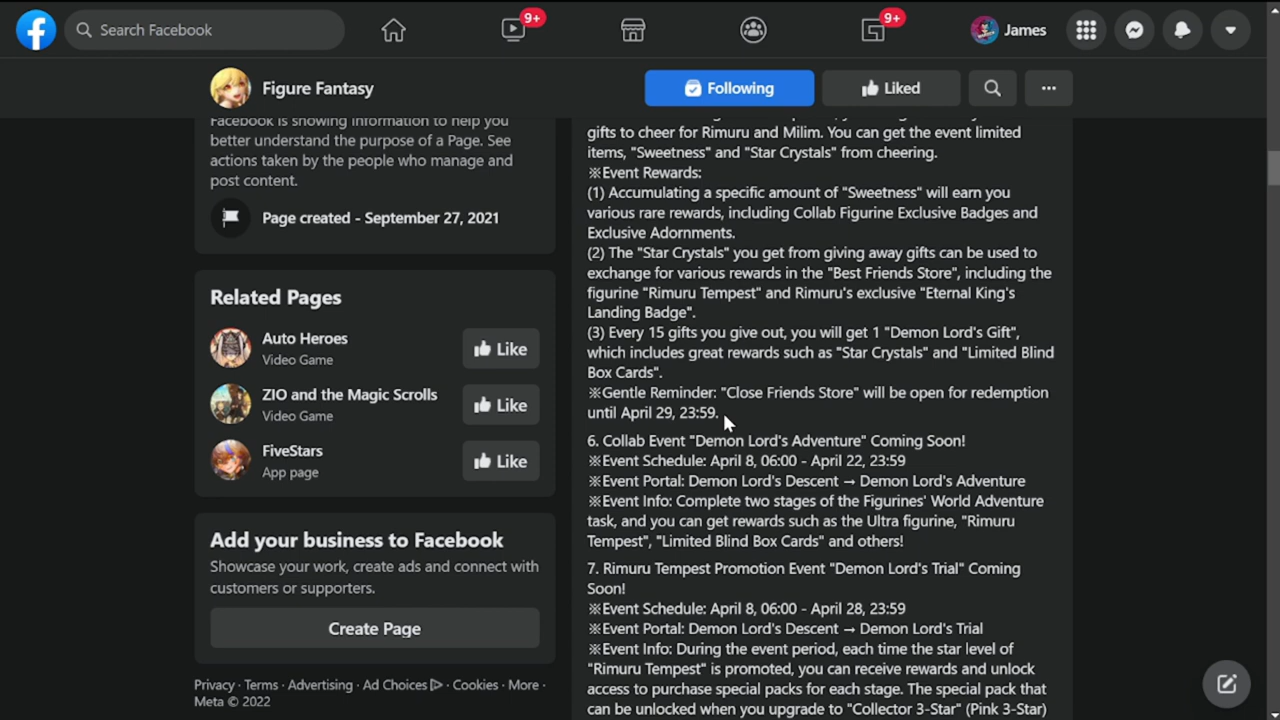 Search Facebook
9+
9+
James
Figure Fantasy
Following
Liked
Facebook is showing information to help you
better understand the purpose of a Page. See
actions taken by the people who manage and
post content.
Page created - September 27, 2021
Related Pages
Auto Heroes
Video Game
Like
ZIO and the Magic Scrolls
Video Game
Like
FiveStars
App page
Like
Add your business to Facebook
Showcase your work, create ads and connect with
customers or supporters.
Create Page
Privacy · Terms · Advertising · Ad Choices · Cookies · More ·
Meta © 2022
gifts to cheer for Rimuru and Milim. You can get the event limited
items, "Sweetness" and "Star Crystals" from cheering.
※Event Rewards:
(1) Accumulating a specific amount of "Sweetness" will earn you
various rare rewards, including Collab Figurine Exclusive Badges and
Exclusive Adornments.
(2) The "Star Crystals" you get from giving away gifts can be used to
exchange for various rewards in the "Best Friends Store", including the
figurine "Rimuru Tempest" and Rimuru's exclusive "Eternal King's
Landing Badge".
(3) Every 15 gifts you give out, you will get 1 "Demon Lord's Gift",
which includes great rewards such as "Star Crystals" and "Limited Blind
Box Cards".
※Gentle Reminder: "Close Friends Store" will be open for redemption
until April 29, 23:59.
6. Collab Event "Demon Lord's Adventure" Coming Soon!
※Event Schedule: April 8, 06:00 - April 22, 23:59
※Event Portal: Demon Lord's Descent → Demon Lord's Adventure
※Event Info: Complete two stages of the Figurines' World Adventure
task, and you can get rewards such as the Ultra figurine, "Rimuru
Tempest", "Limited Blind Box Cards" and others!
7. Rimuru Tempest Promotion Event "Demon Lord's Trial" Coming
Soon!
※Event Schedule: April 8, 06:00 - April 28, 23:59
※Event Portal: Demon Lord's Descent → Demon Lord's Trial
※Event Info: During the event period, each time the star level of
"Rimuru Tempest" is promoted, you can receive rewards and unlock
access to purchase special packs for each stage. The special pack that
can be unlocked when you upgrade to "Collector 3-Star" (Pink 3-Star)